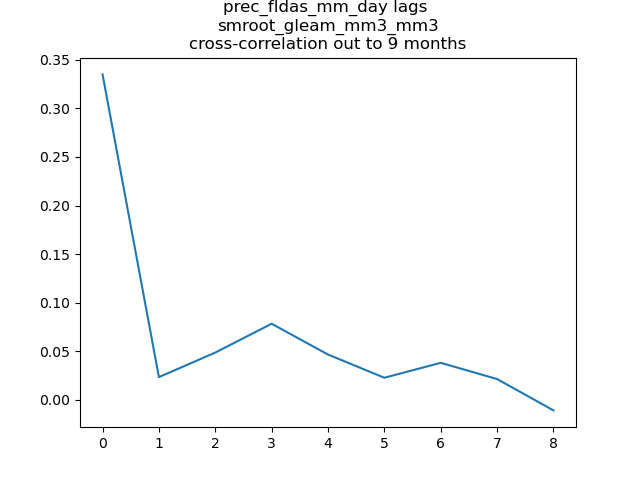 prec_fldas_mm_day lags
smroot_gleam_mm3_mm3
cross-correlation out to 9 months
0.35
0.30
0.25
0.20
0.15
0.10
0.05
0.00
0 1 2 3 4 5 6 7 8